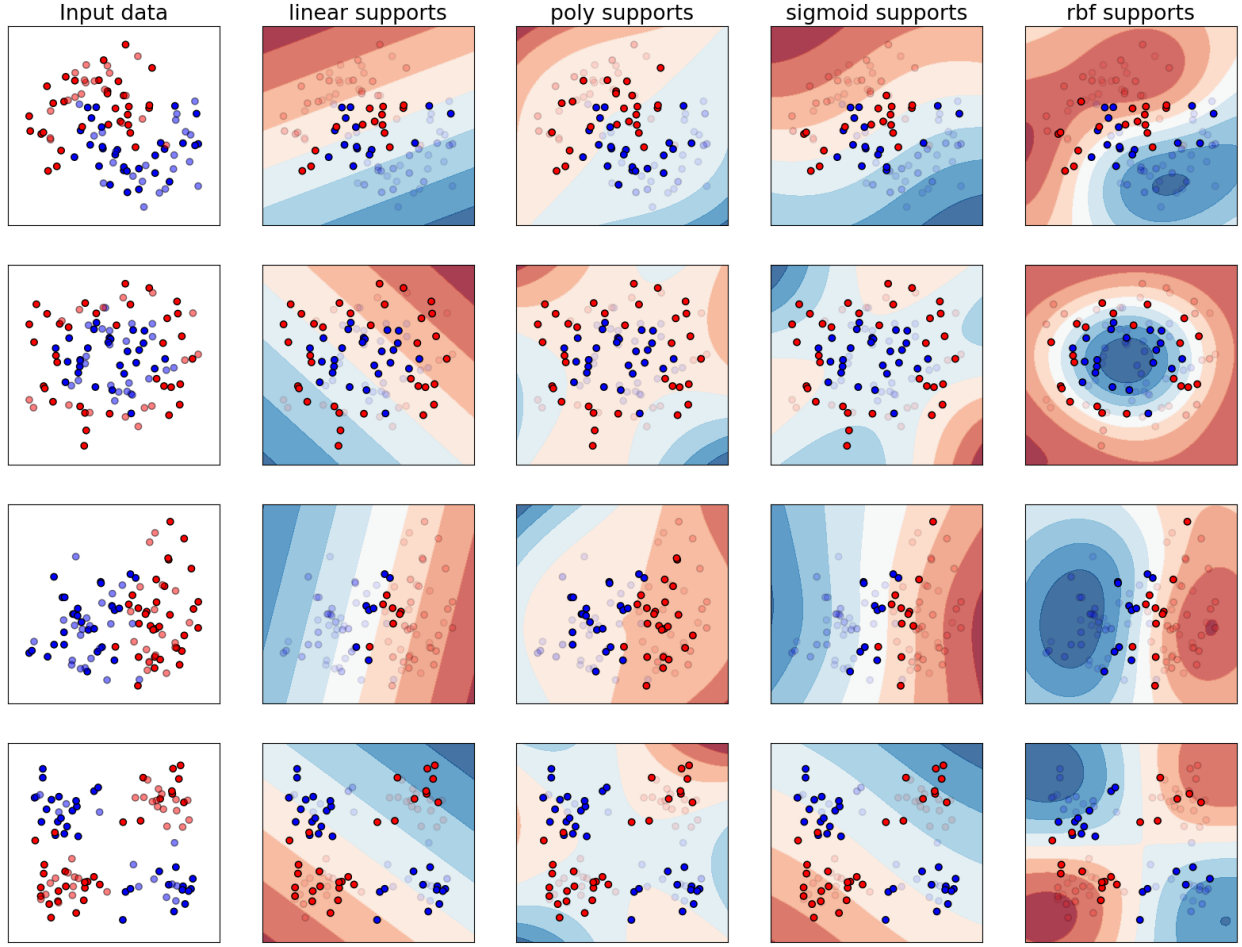 Input data
linear supports
poly supports
sigmoid supports
rbf supports